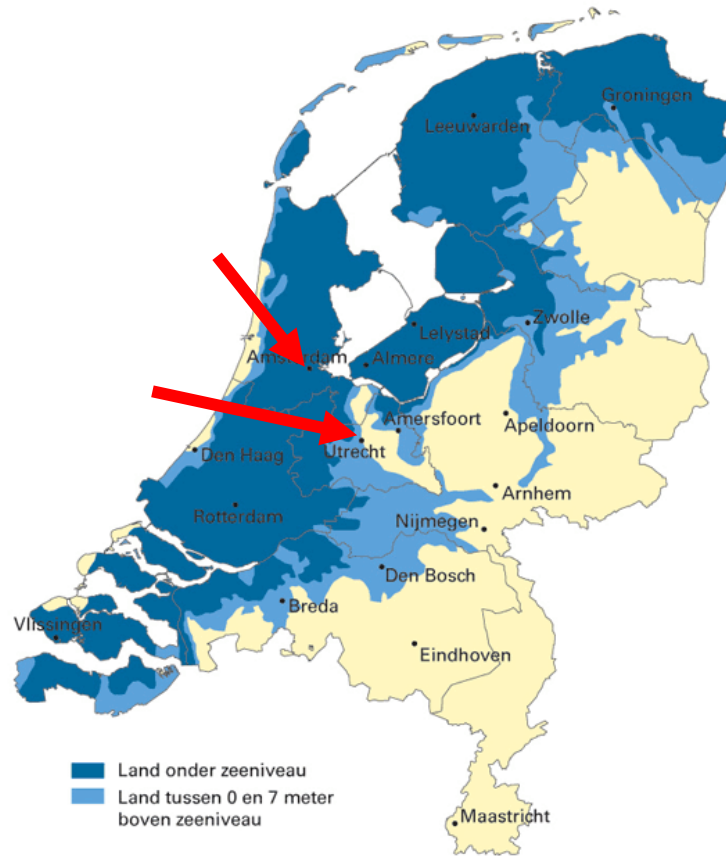 Groningen
Leeuwarden
Zwolle
Lelystad
Amsterdam
Almere
Amersfoort
Apeldoorn
Utrecht
Den Haag
Arnhem
Rotterdam
Nijmegen
Den Bosch
Breda
Vlissingen
Eindhoven
Land onder zeeniveau
Land tussen 0 en 7 meter
boven zeeniveau
Maastricht